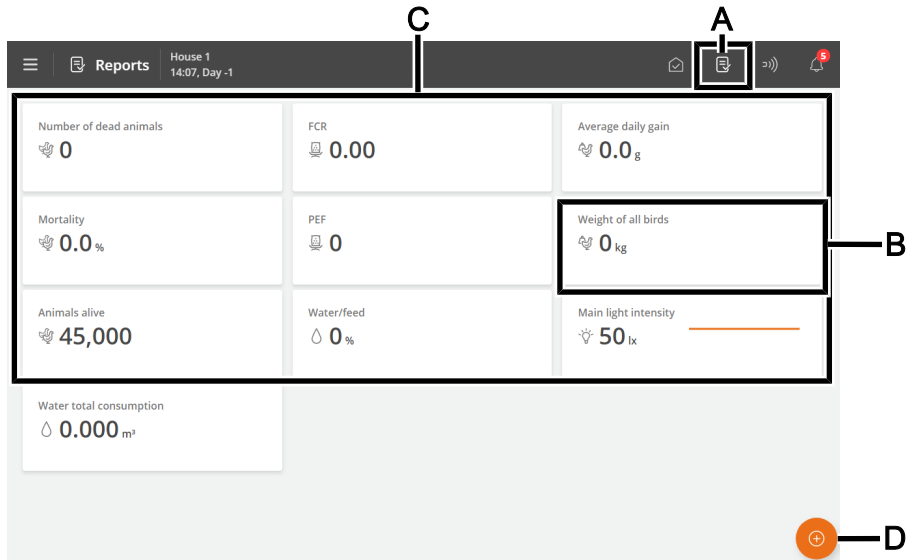 C
A
Reports
House 1
14:07, Day -1
5
Number of dead animals
0
FCR
0.00
Average daily gain
0.0 g
Mortality
0.0 %
PEF
0
Weight of all birds
0 kg
B
Animals alive
45,000
Water/feed
0 %
Main light intensity
50 lx
Water total consumption
0.000 m³
D